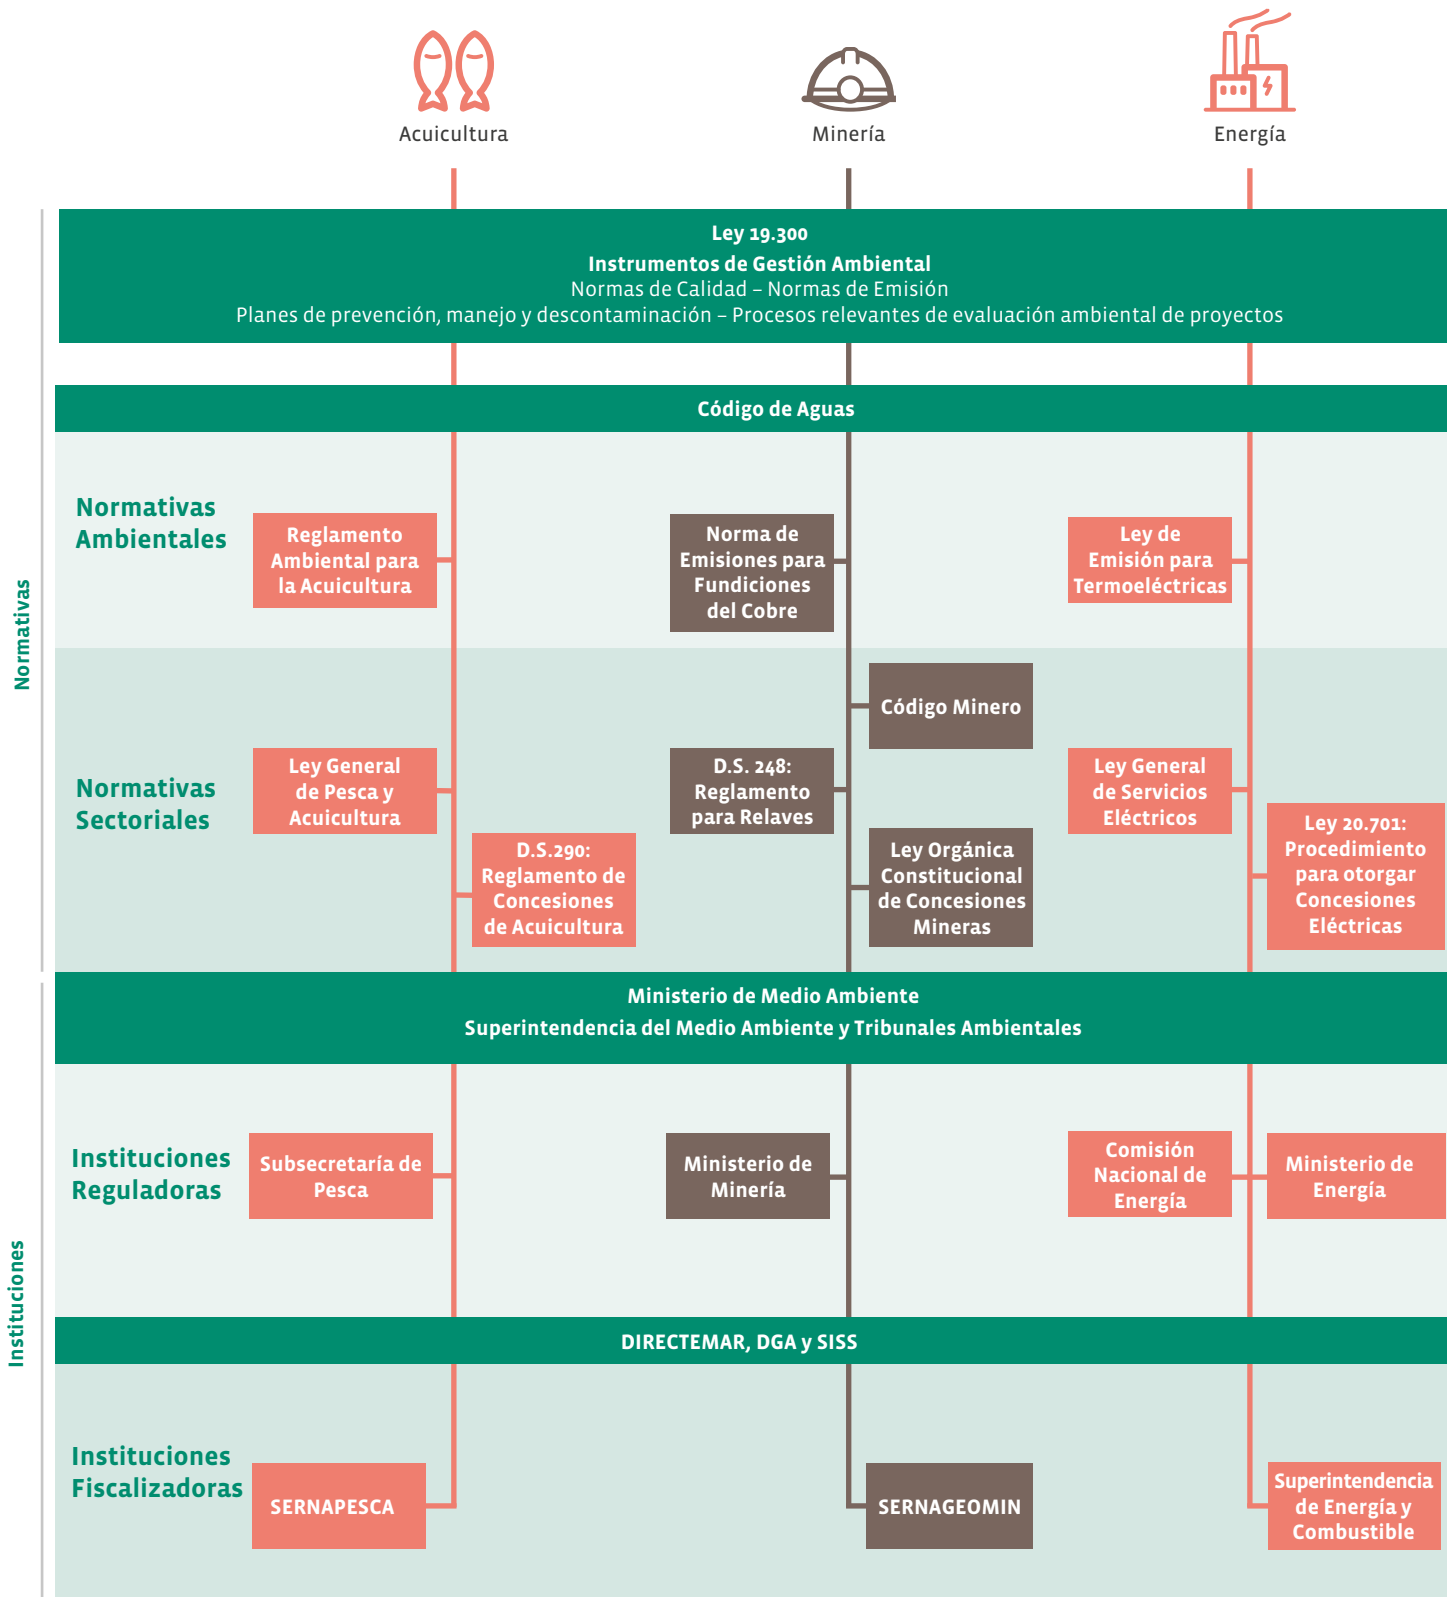 Acuicultura
Minería
Energía
Normativas
Ley 19.300
Instrumentos de Gestión Ambiental
Normas de Calidad – Normas de Emisión
Planes de prevención, manejo y descontaminación – Procesos relevantes de evaluación ambiental de proyectos
Código de Aguas
Normativas
Ambientales
Reglamento
Ambiental para
la Acuicultura
Norma de
Emisiones para
Fundiciones
del Cobre
Ley de
Emisión para
Termoeléctricas
Normativas
Sectoriales
Ley General
de Pesca y
Acuicultura
D.S.290:
Reglamento de
Concesiones
de Acuicultura
Código Minero
D.S. 248:
Reglamento
para Relaves
Ley Orgánica
Constitucional
de Concesiones
Mineras
Ley General
de Servicios
Eléctricos
Ley 20.701:
Procedimiento
para otorgar
Concesiones
Eléctricas
Instituciones
Ministerio de Medio Ambiente
Superintendencia del Medio Ambiente y Tribunales Ambientales
Instituciones
Reguladoras
Subsecretaría de
Pesca
Ministerio de
Minería
Comisión
Nacional de
Energía
Ministerio de
Energía
DIRECTEMAR, DGA y SISS
Instituciones
Fiscalizadoras
SERNAPESCA
SERNAGEOMIN
Superintendencia
de Energía y
Combustible